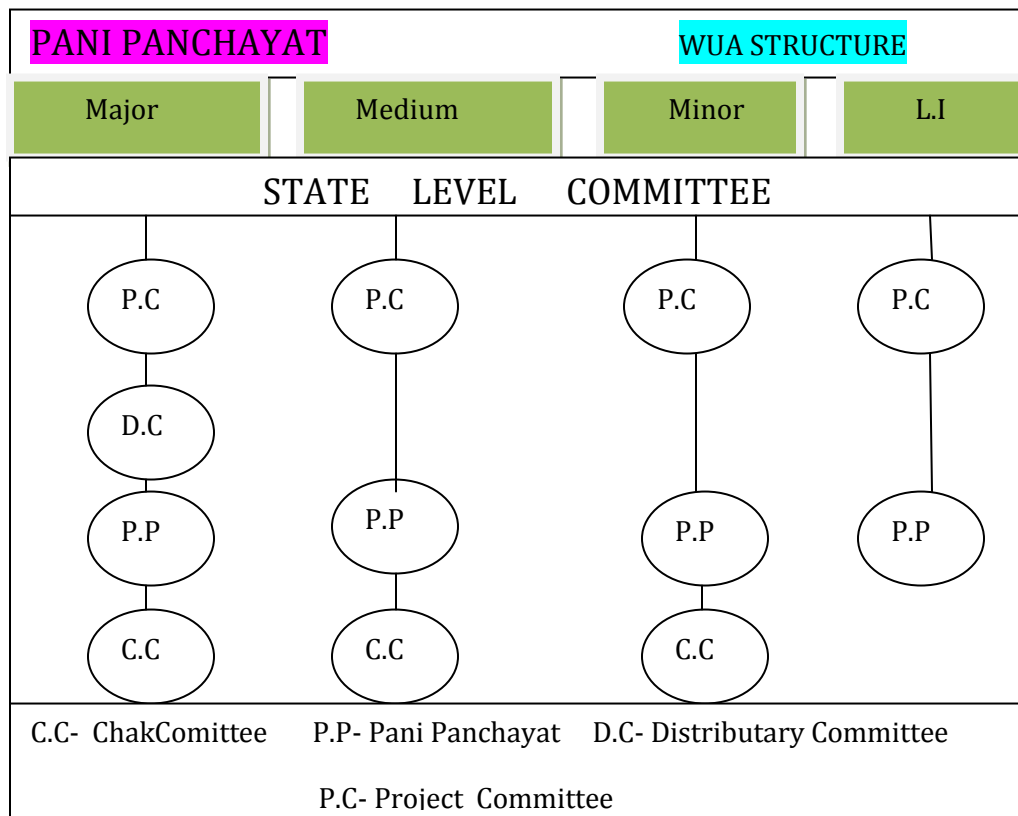 PANI PANCHAYAT WUA STRUCTURE
Major Medium Minor L.I
STATE LEVEL COMMITTEE
P.C P.C P.C P.C
D.C
P.P P.P P.P P.P
C.C C.C C.C
C.C- ChakComittee P.P- Pani Panchayat D.C- Distributary Committee
P.C- Project Committee